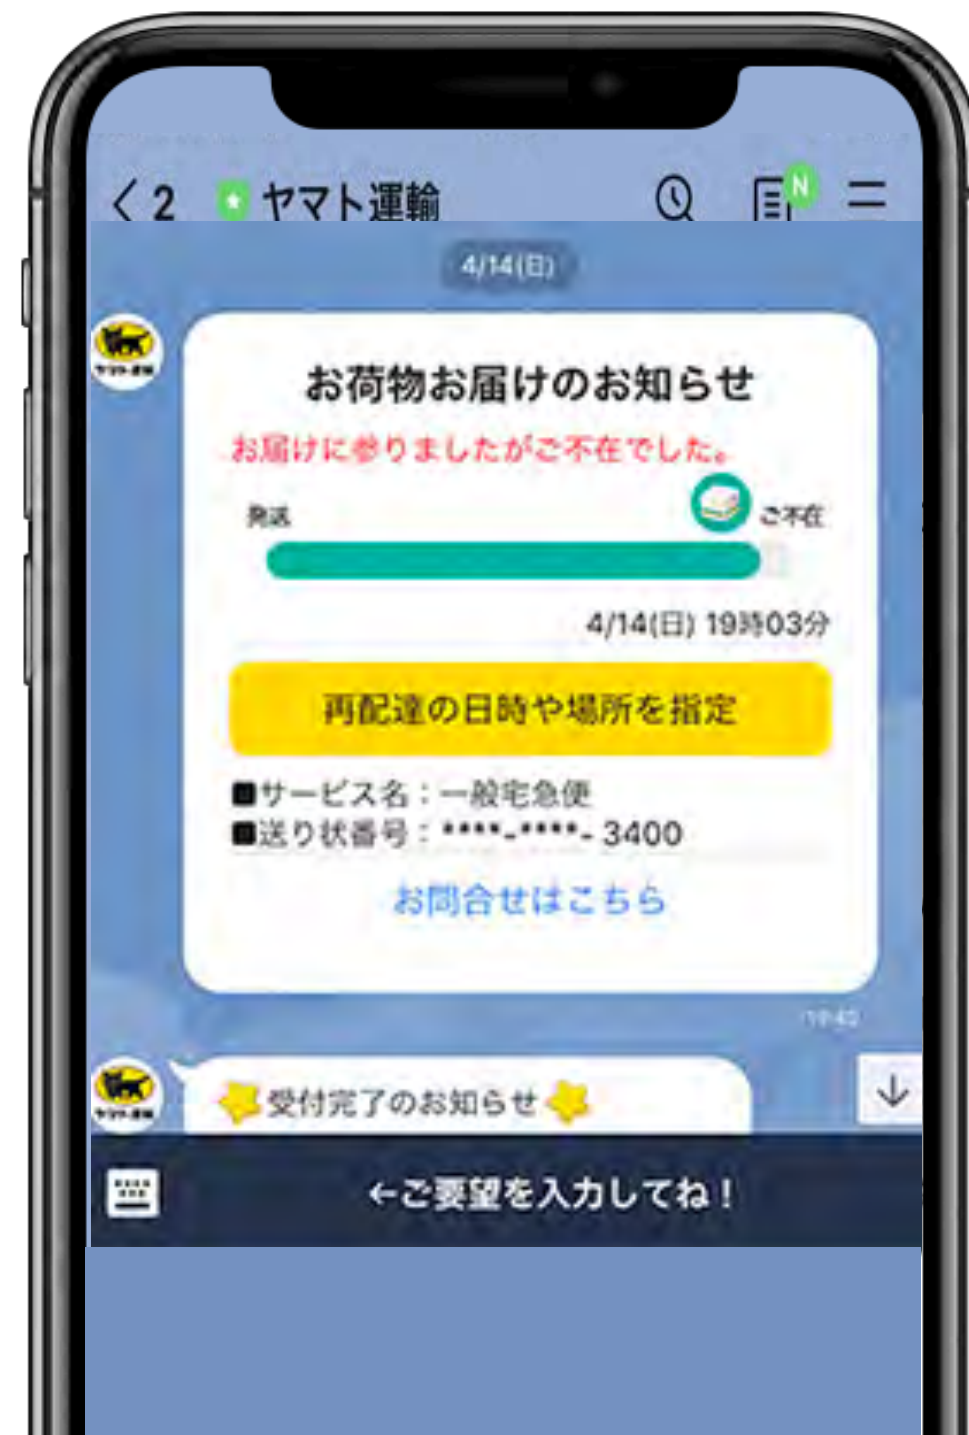 2
ヤマト運輸
N
4/14(日)
お荷物お届けのお知らせ
お届けに参りましたがご不在でした。
発送
ご不在
4/14(日) 19時03分
再配達の日時や場所を指定
■サービス名：一般宅急便
■送り状番号：****-****- 3400
お問合せはこちら
受付完了のお知らせ
←ご要望を入力してね！